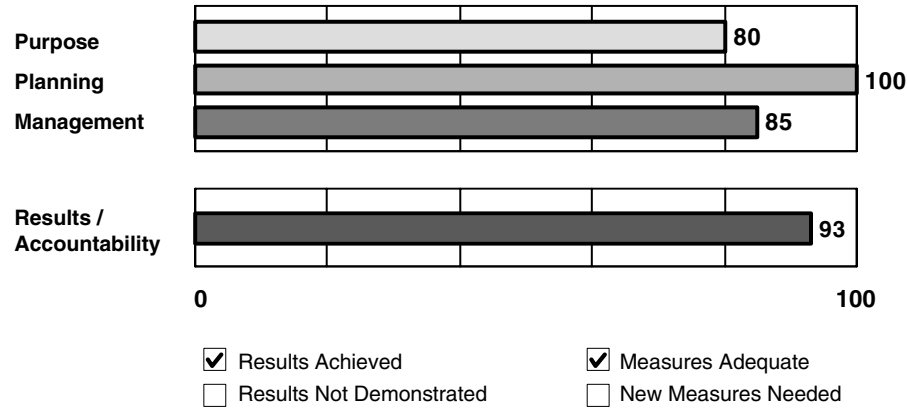 Purpose 80
Planning 100
Management 85
Results / 93
Accountability
0 100
Results Achieved Measures Adequate
Results Not Demonstrated New Measures Needed